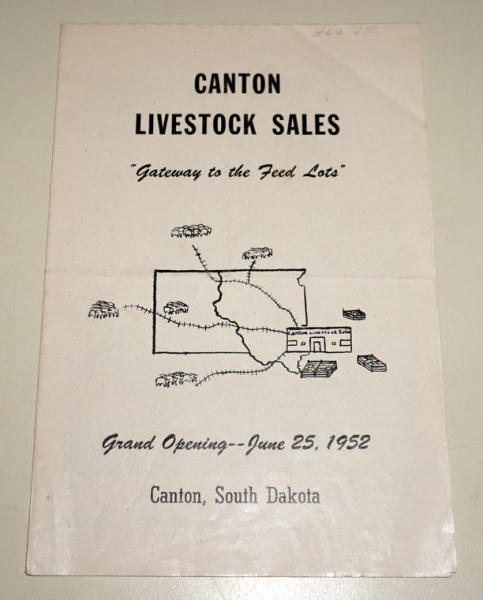 CANTON
LIVESTOCK SALES
"Gateway to the Feed Lots"
Grand Opening--June 25, 1952
Canton, South Dakota